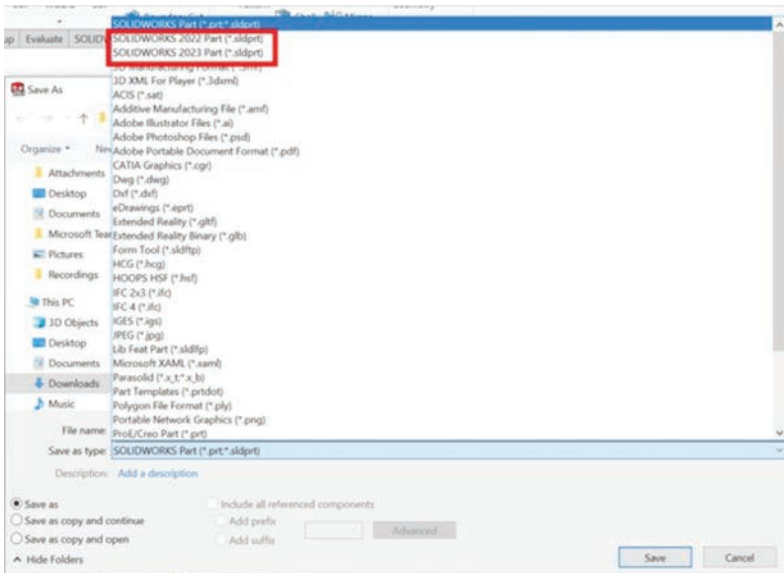 SOLIDWORKS Part (*.prt;*.sldprt)
Evaluate
SOLIDWORKS 2022 Part (*.sldprt)
SOLIDWORKS 2023 Part (*.sldprt)
3D Manufacturing Format (*.3mf)
3D XML For Player (*.3dxml)
ACIS (*.sat)
Additive Manufacturing File (*.amf)
Adobe Illustrator Files (*.ai)
Adobe Photoshop Files (*.psd)
Adobe Portable Document Format (*.pdf)
CATIA Graphics (*.cgr)
Dwg (*.dwg)
Dxf (*.dxf)
eDrawings (*.eprt)
Extended Reality (*.gltf)
Extended Reality Binary (*.glb)
Form Tool (*.sldftp)
HCG (*.hcg)
HOOPS HSF (*.hsf)
IFC 2x3 (*.ifc)
IFC 4 (*.ifc)
IGES (*.igs)
JPEG (*.jpg)
Lib Feat Part (*.sldlfp)
Microsoft XAML (*.xaml)
Parasolid (*.x_t;*.x_b)
Part Templates (*.prtdot)
Polygon File Format (*.ply)
Portable Network Graphics (*.png)
ProE/Creo Part (*.prt)
Save As
Organize
Attachments
Desktop
Documents
Microsoft Tea
Pictures
Recordings
This PC
3D Objects
Desktop
Documents
Downloads
Music
File name:
Save as type: SOLIDWORKS Part (*.prt;*.sldprt)
Description: Add a description
Save as
Save as copy and continue
Save as copy and open
Include all referenced components
Add prefix
Add suffix
Advanced
Hide Folders
Save
Cancel